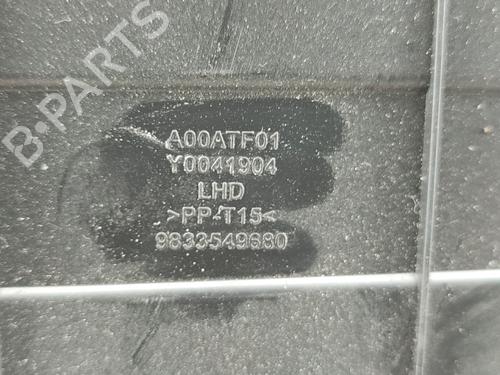 B-PARTS
A00ATF01
Y0041904
LHD
>PP-T15<
9833549680